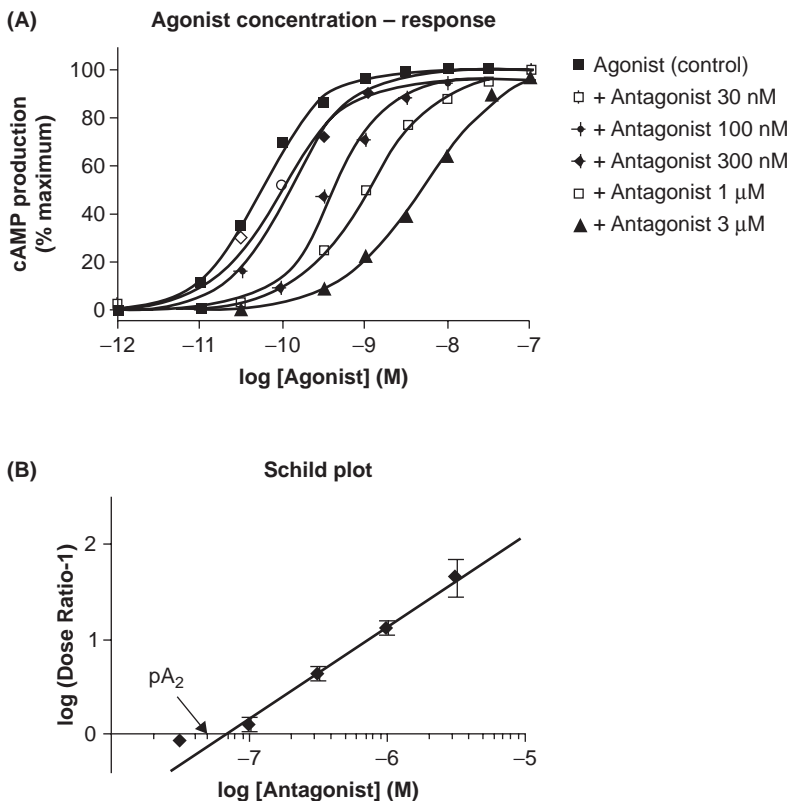 (A)
Agonist concentration – response
100
80
60
40
20
0
cAMP production
(% maximum)
–12
–11
–10
–9
–8
–7
log [Agonist] (M)
Agonist (control)
+ Antagonist 30 nM
+ Antagonist 100 nM
+ Antagonist 300 nM
+ Antagonist 1 μM
+ Antagonist 3 μM
(B)
Schild plot
2
1
0
log (Dose Ratio-1)
pA2
–7
–6
–5
log [Antagonist] (M)